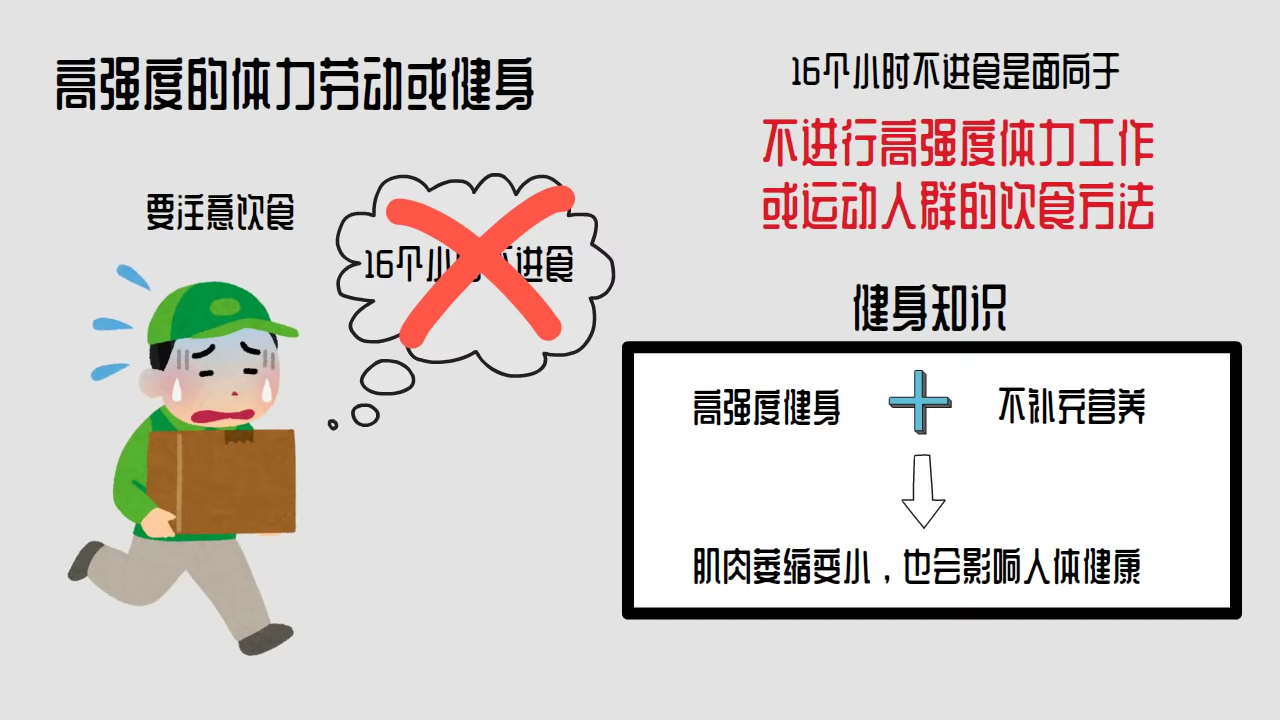 高强度的体力劳动或健身
要注意饮食
16个小时不进食
16个小时不进食是面向于
不进行高强度体力工作
或运动人群的饮食方法
健身知识
高强度健身
不补充营养
肌肉萎缩变小，也会影响人体健康